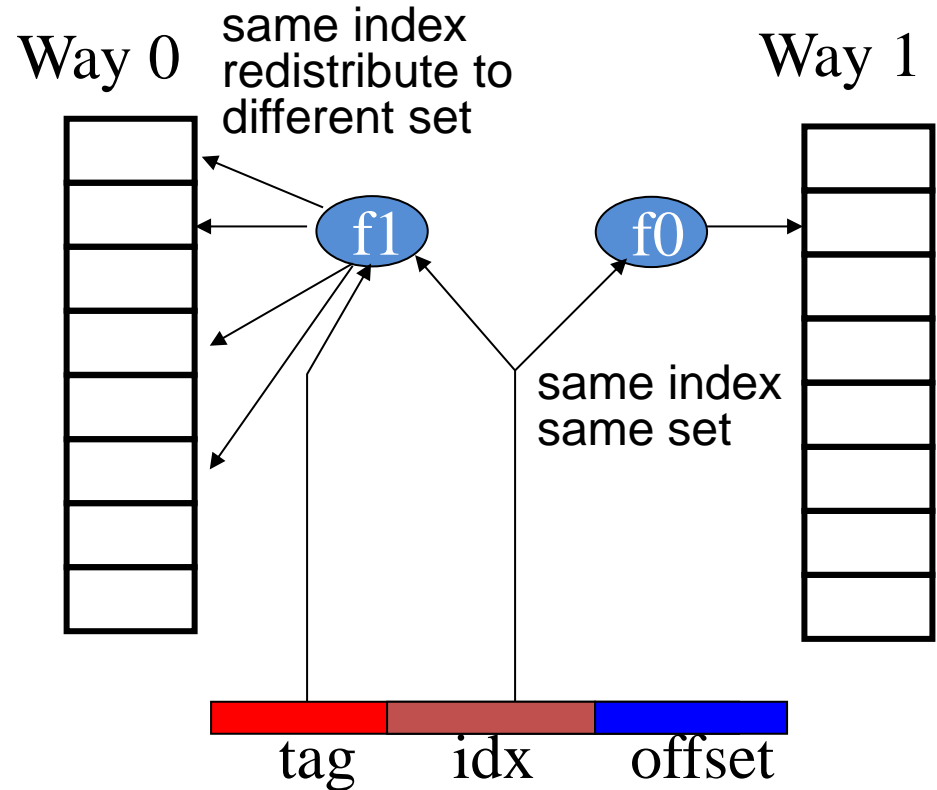 Way 0
same index
redistribute to
different set
Way 1
f1
f0
same index
same set
tag
idx
offset